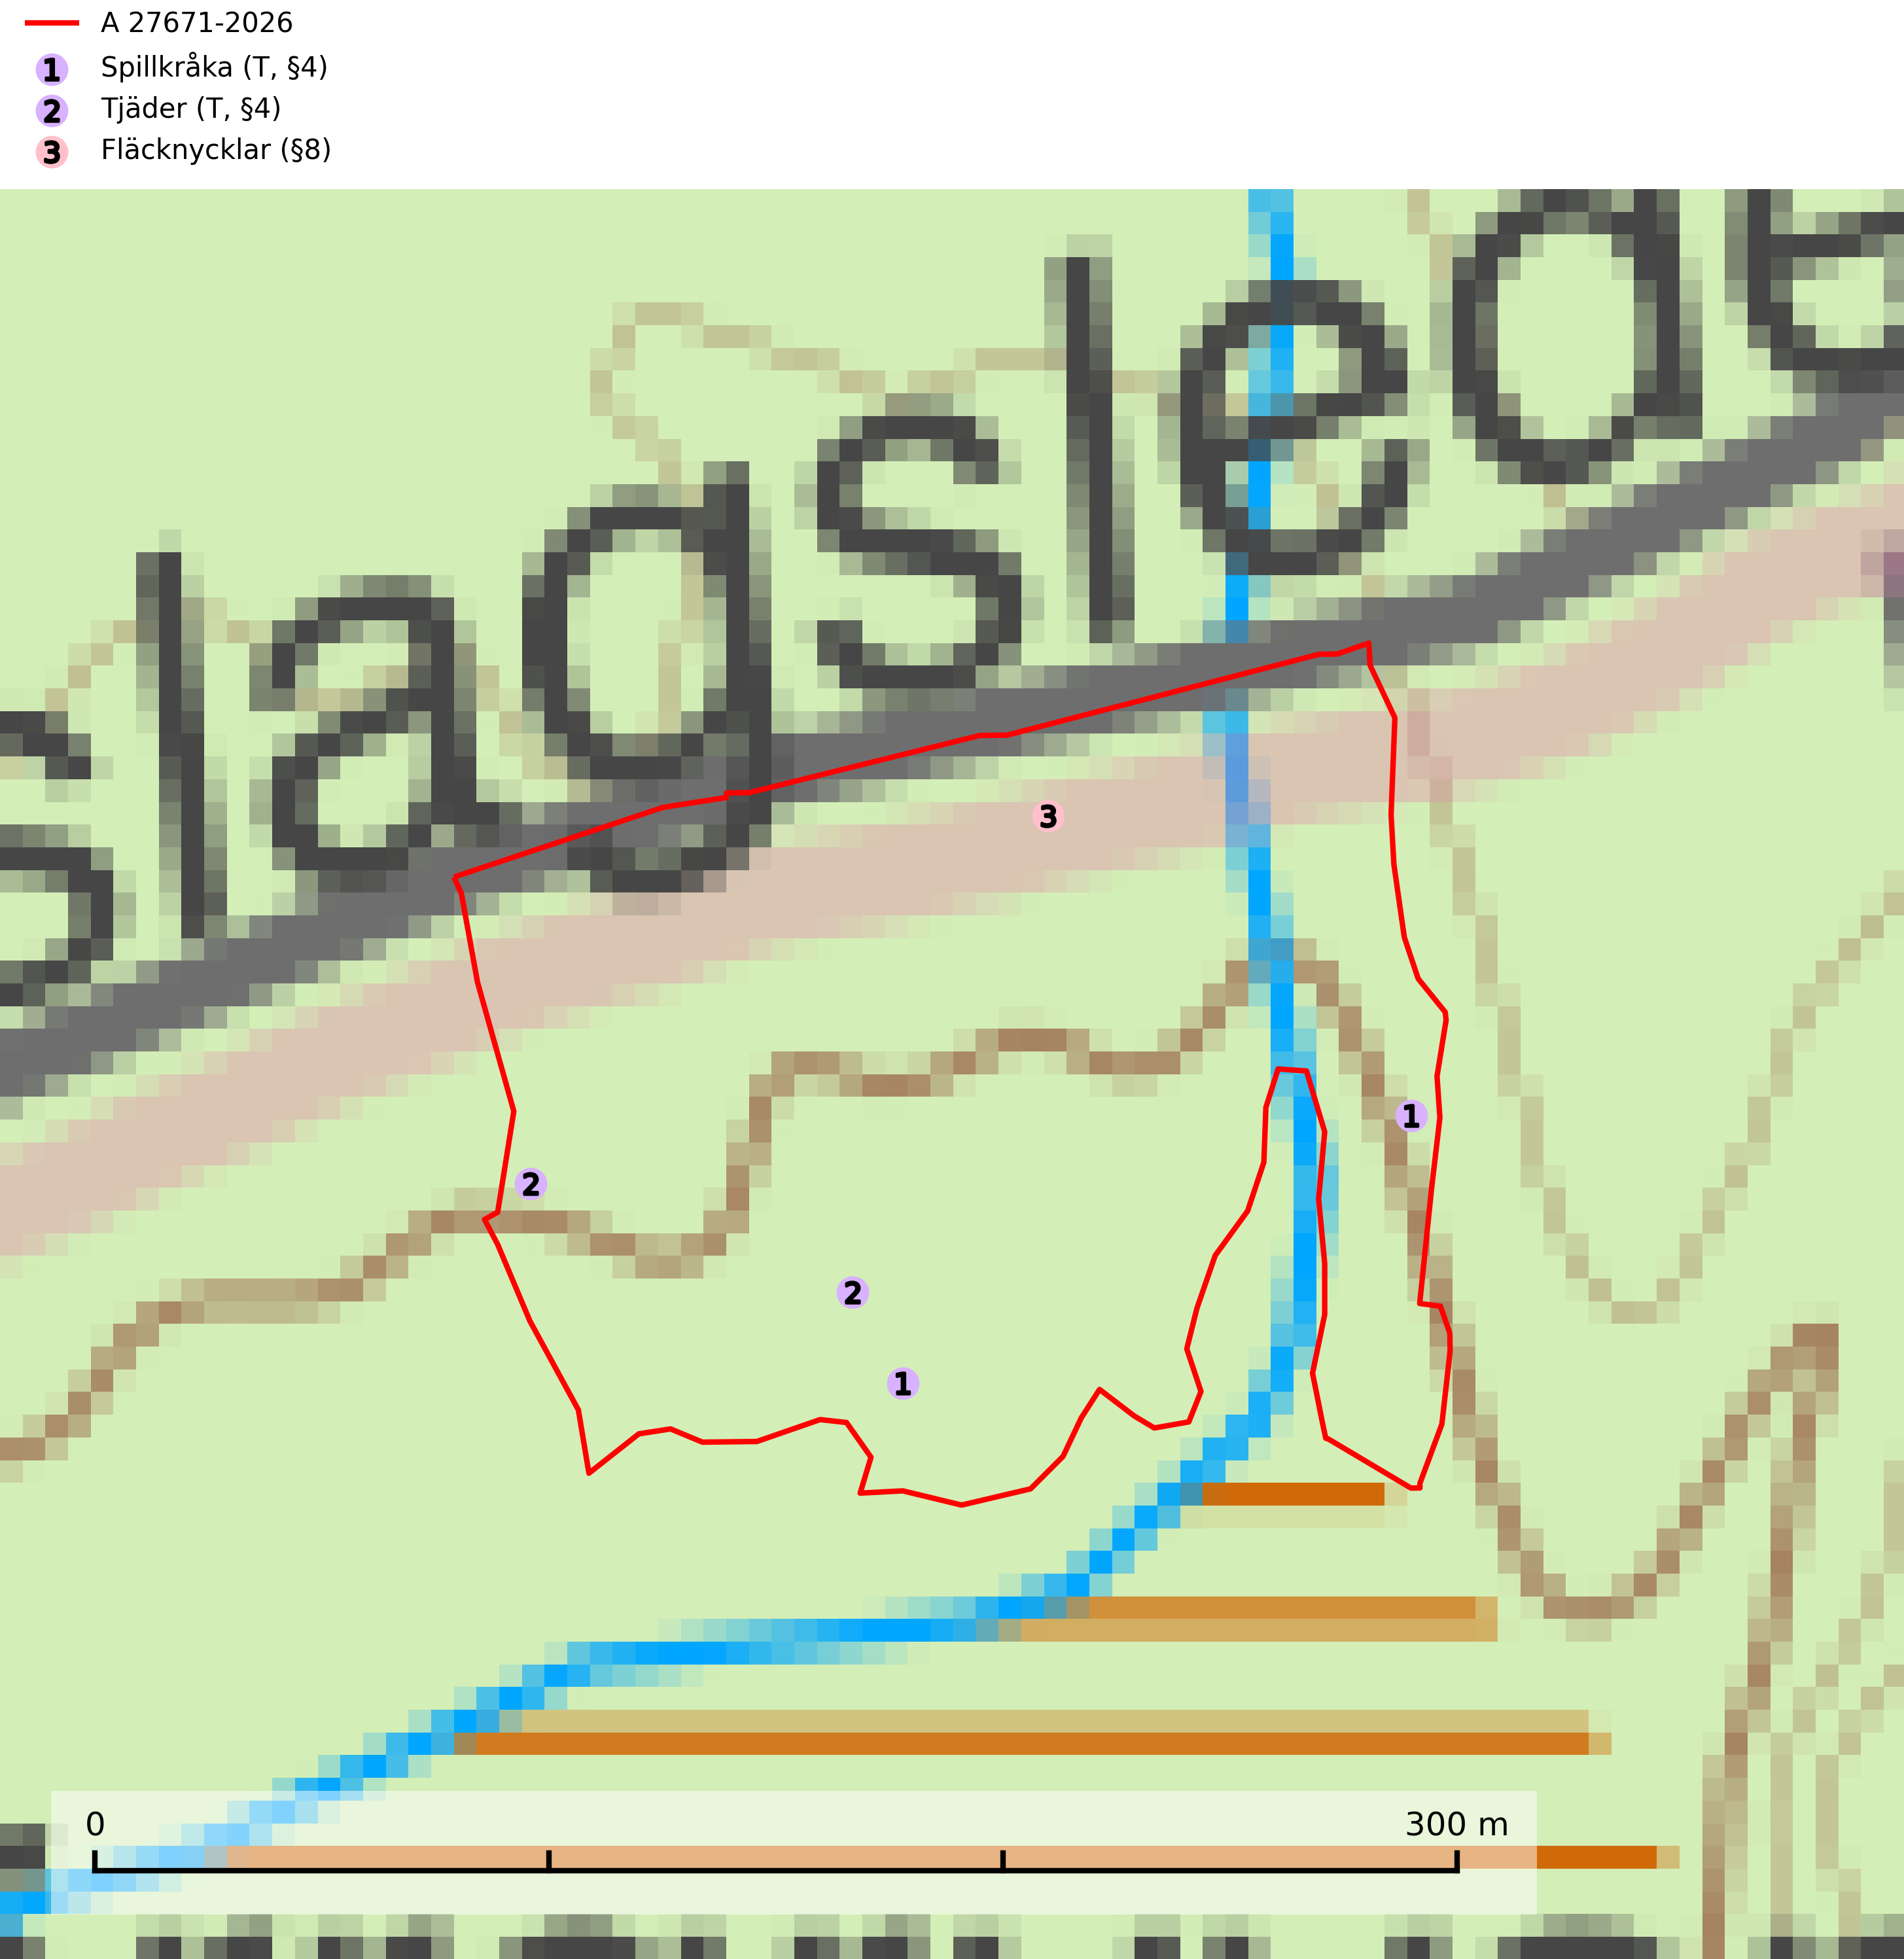 A 27671-2026
1 Spillkråka (T, §4)
2 Tjäder (T, §4)
3 Fläcknycklar (§8)
3
1
2
2
1
0 300 m